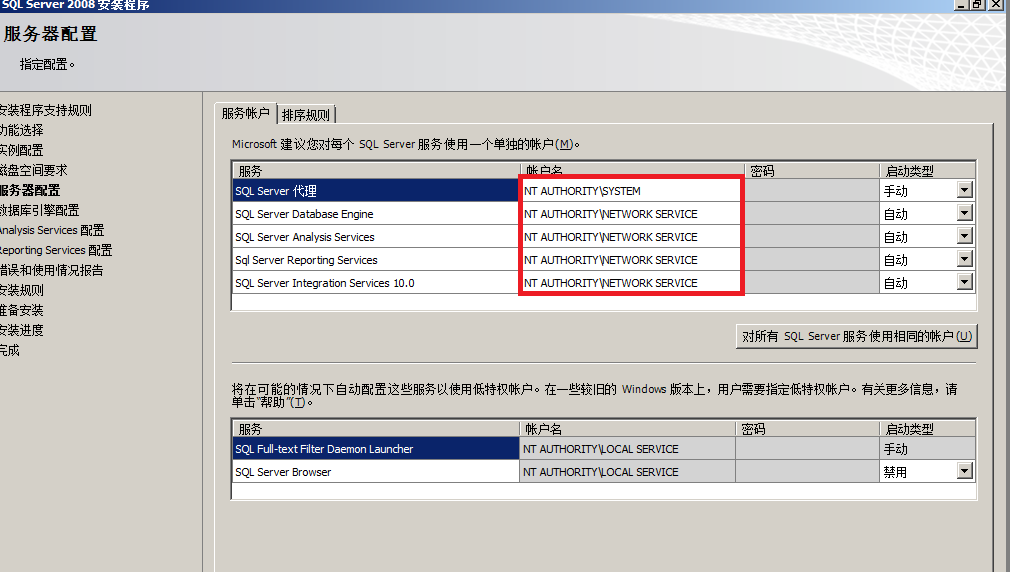 SQL Server 2008 安装程序
服务器配置
指定配置。
安装程序支持规则
功能选择
实例配置
磁盘空间要求
服务器配置
数据库引擎配置
Analysis Services 配置
Reporting Services 配置
错误和使用情况报告
安装规则
准备安装
安装进度
完成
服务帐户 排序规则
Microsoft 建议您对每个 SQL Server 服务使用一个单独的帐户(M)。
服务 帐户名 密码 启动类型
SQL Server 代理 NT AUTHORITY\SYSTEM 手动
SQL Server Database Engine NT AUTHORITY\NETWORK SERVICE 自动
SQL Server Analysis Services NT AUTHORITY\NETWORK SERVICE 自动
Sql Server Reporting Services NT AUTHORITY\NETWORK SERVICE 自动
SQL Server Integration Services 10.0 NT AUTHORITY\NETWORK SERVICE 自动
对所有 SQL Server 服务使用相同的帐户(U)
将在可能的情况下自动配置这些服务以使用低特权帐户。在一些较旧的 Windows 版本上，用户需要指定低特权帐户。有关更多信息，请
单击“帮助”(T)。
服务 帐户名 密码 启动类型
SQL Full-text Filter Daemon Launcher NT AUTHORITY\LOCAL SERVICE 手动
SQL Server Browser NT AUTHORITY\LOCAL SERVICE 禁用